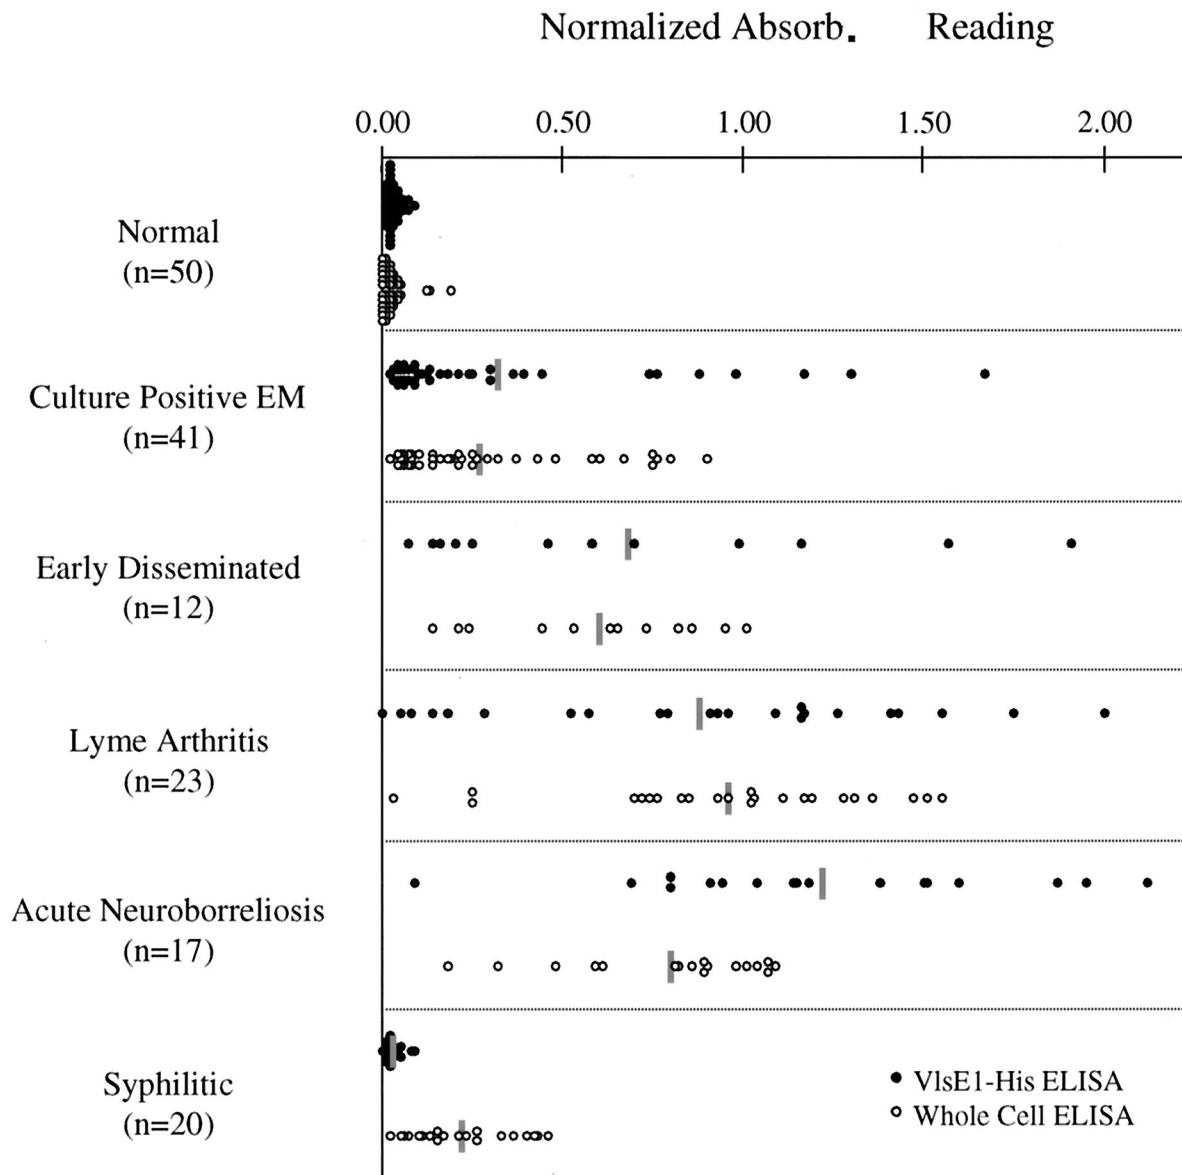 Normalized Absorb. Reading
0.00 0.50 1.00 1.50 2.00
Normal
(n=50)
Culture Positive EM
(n=41)
Early Disseminated
(n=12)
Lyme Arthritis
(n=23)
Acute Neuroborreliosis
(n=17)
Syphilitic
(n=20)
VlsE1-His ELISA
Whole Cell ELISA